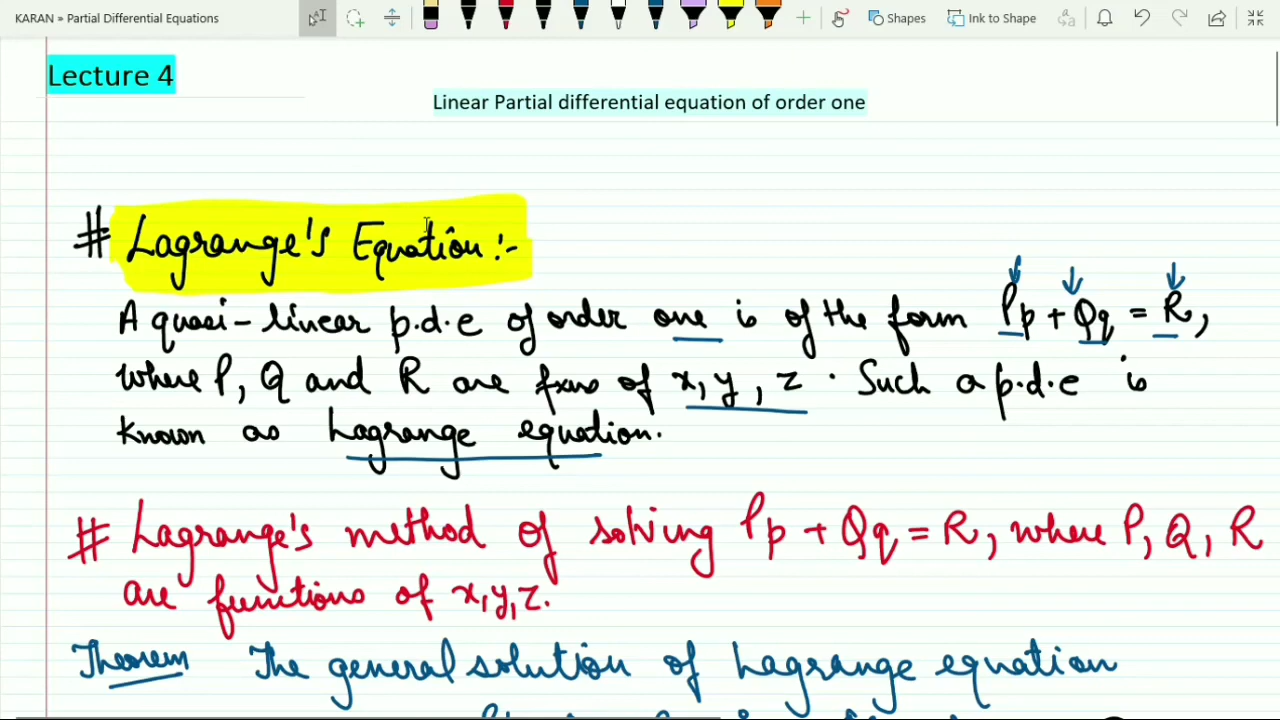 KARAN » Partial Differential Equations
Shapes
Ink to Shape
Lecture 4
Linear Partial differential equation of order one
# Lagrange's Equation :-
A quasi-linear p.d.e of order one is of the form Pp + Qq = R,
where P, Q and R are fxns of x, y, z. Such a p.d.e is
known as Lagrange equation.
# Lagrange's method of solving Pp + Qq = R, where P, Q, R
are functions of x, y, z.
Theorem The general solution of Lagrange equation